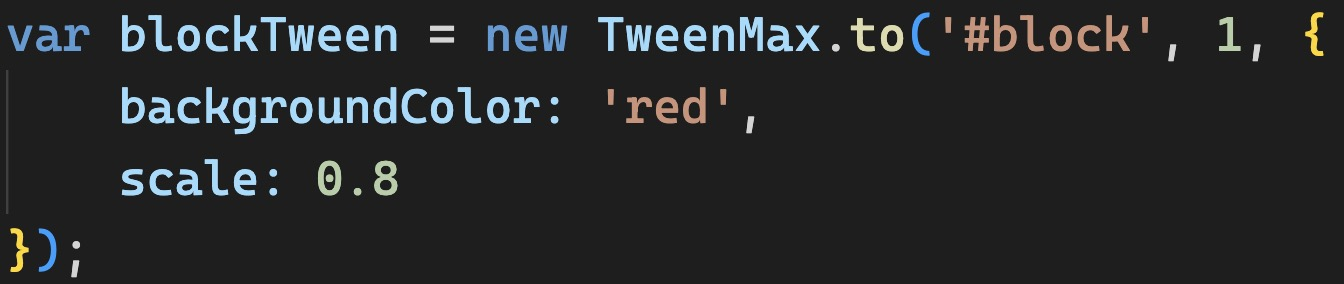 var blockTween = new TweenMax.to('#block', 1, {
    backgroundColor: 'red',
    scale: 0.8
});